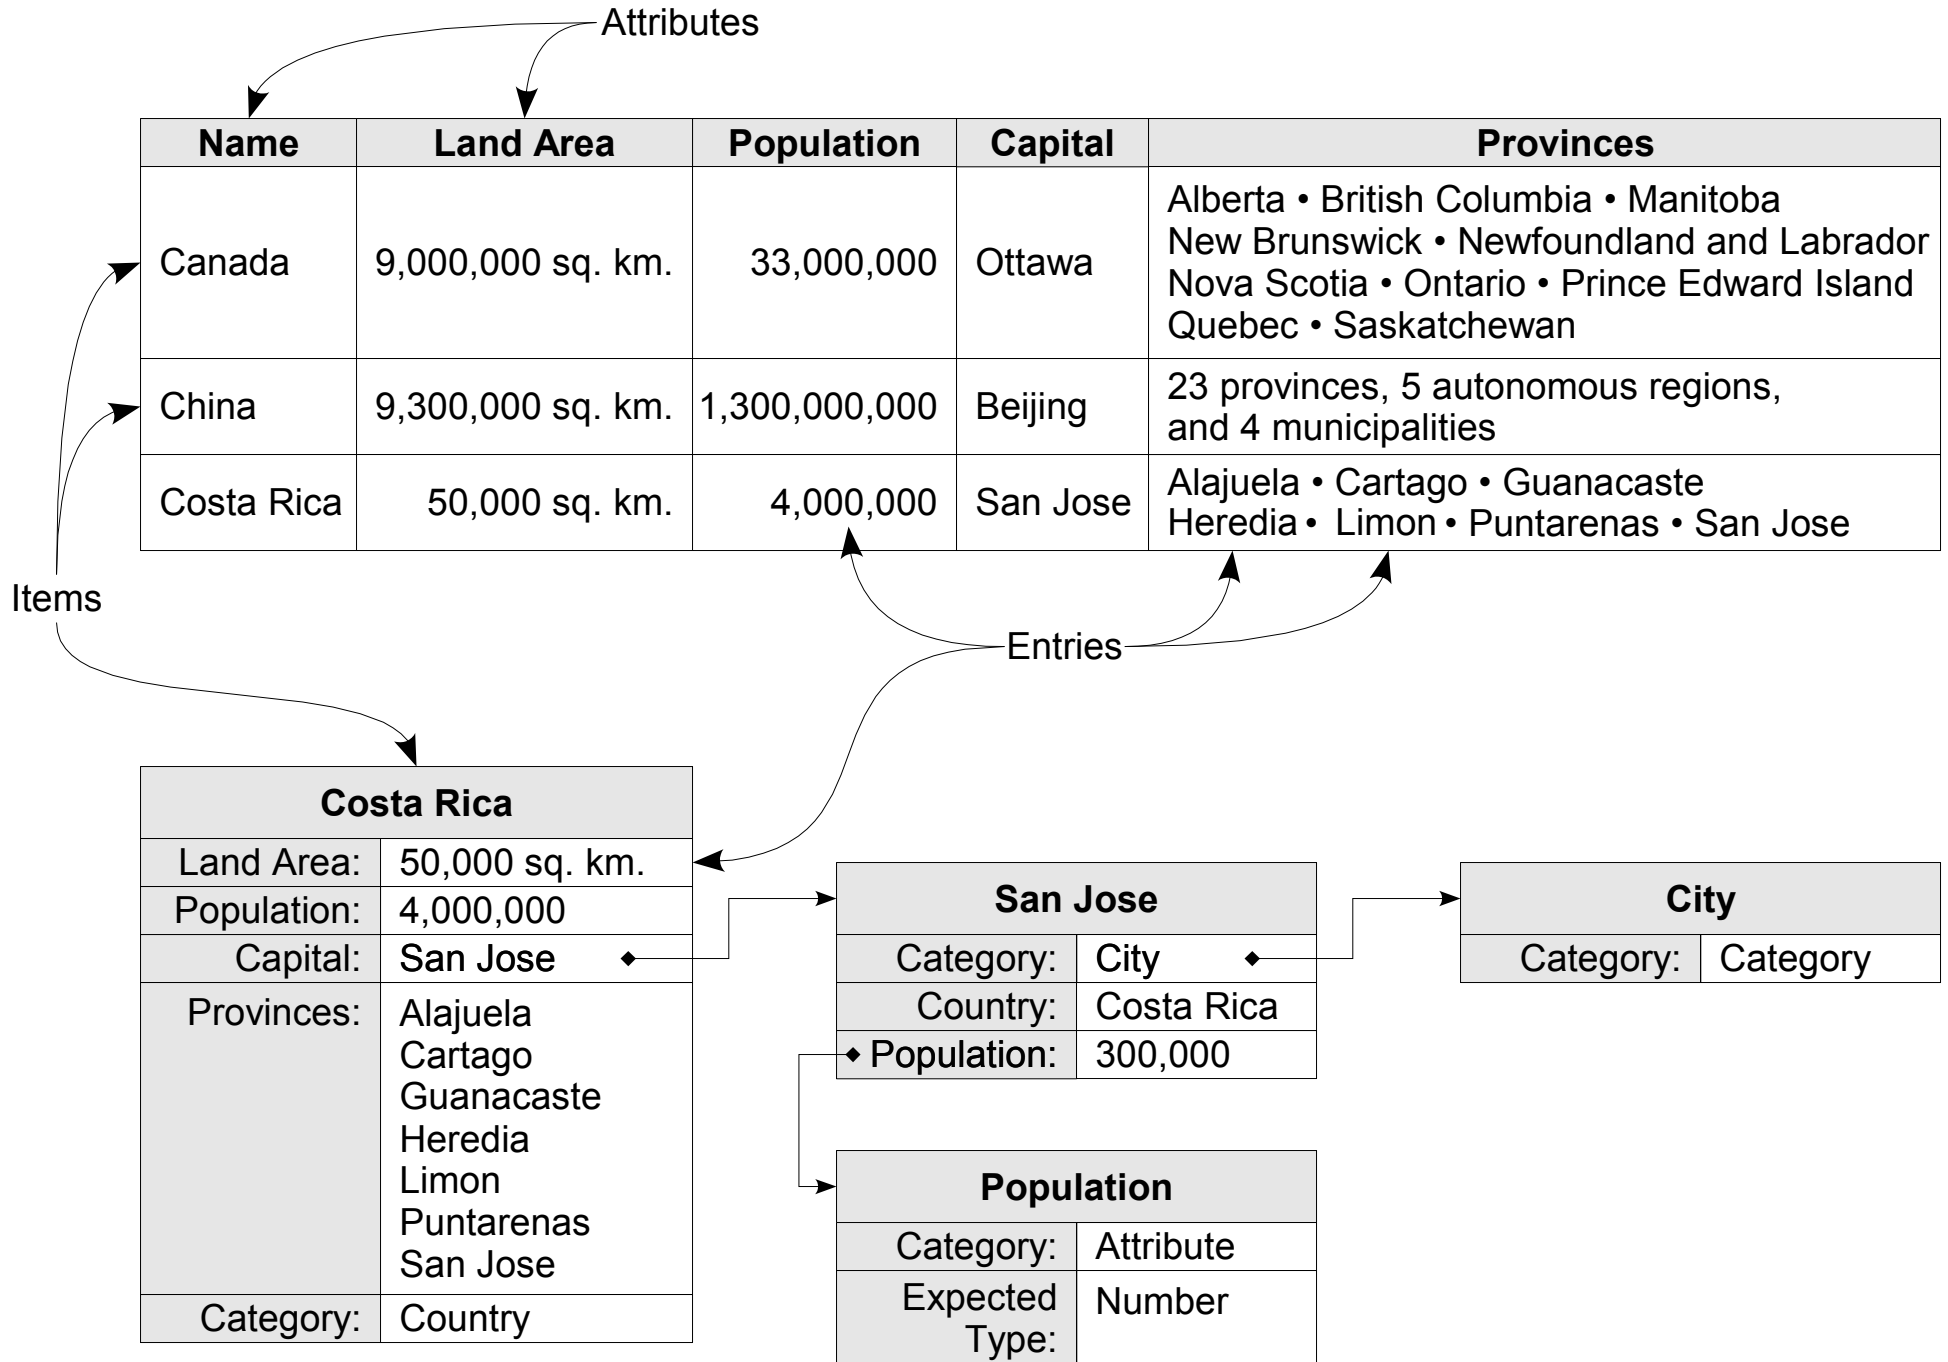 Attributes
Name Land Area Population Capital Provinces
Canada 9,000,000 sq. km. 33,000,000 Ottawa
Alberta • British Columbia • Manitoba
New Brunswick • Newfoundland and Labrador
Nova Scotia • Ontario • Prince Edward Island
Quebec • Saskatchewan
China 9,300,000 sq. km. 1,300,000,000 Beijing
23 provinces, 5 autonomous regions,
and 4 municipalities
Costa Rica 50,000 sq. km. 4,000,000 San Jose
Alajuela • Cartago • Guanacaste
Heredia • Limon • Puntarenas • San Jose
Items
Entries
Costa Rica
Land Area: 50,000 sq. km.
Population: 4,000,000
Capital: San Jose
Provinces: Alajuela
Cartago
Guanacaste
Heredia
Limon
Puntarenas
San Jose
Category: Country
San Jose
Category: City
Country: Costa Rica
Population: 300,000
City
Category: Category
Population
Category: Attribute
Expected Number
Type: